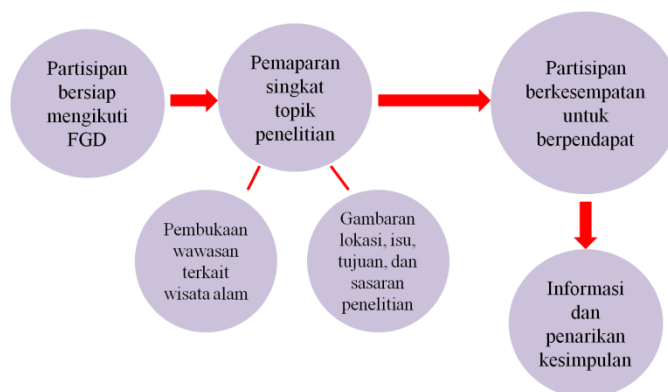 Partisipan
bersiap
mengikuti
FGD
Pemaparan
singkat
topik
penelitian
Partisipan
berkesempatan
untuk
berpendapat
Pembukaan
wawasan
terkait
wisata alam
Gambaran
lokasi, isu,
tujuan, dan
sasaran
penelitian
Informasi
dan
penarikan
kesimpulan